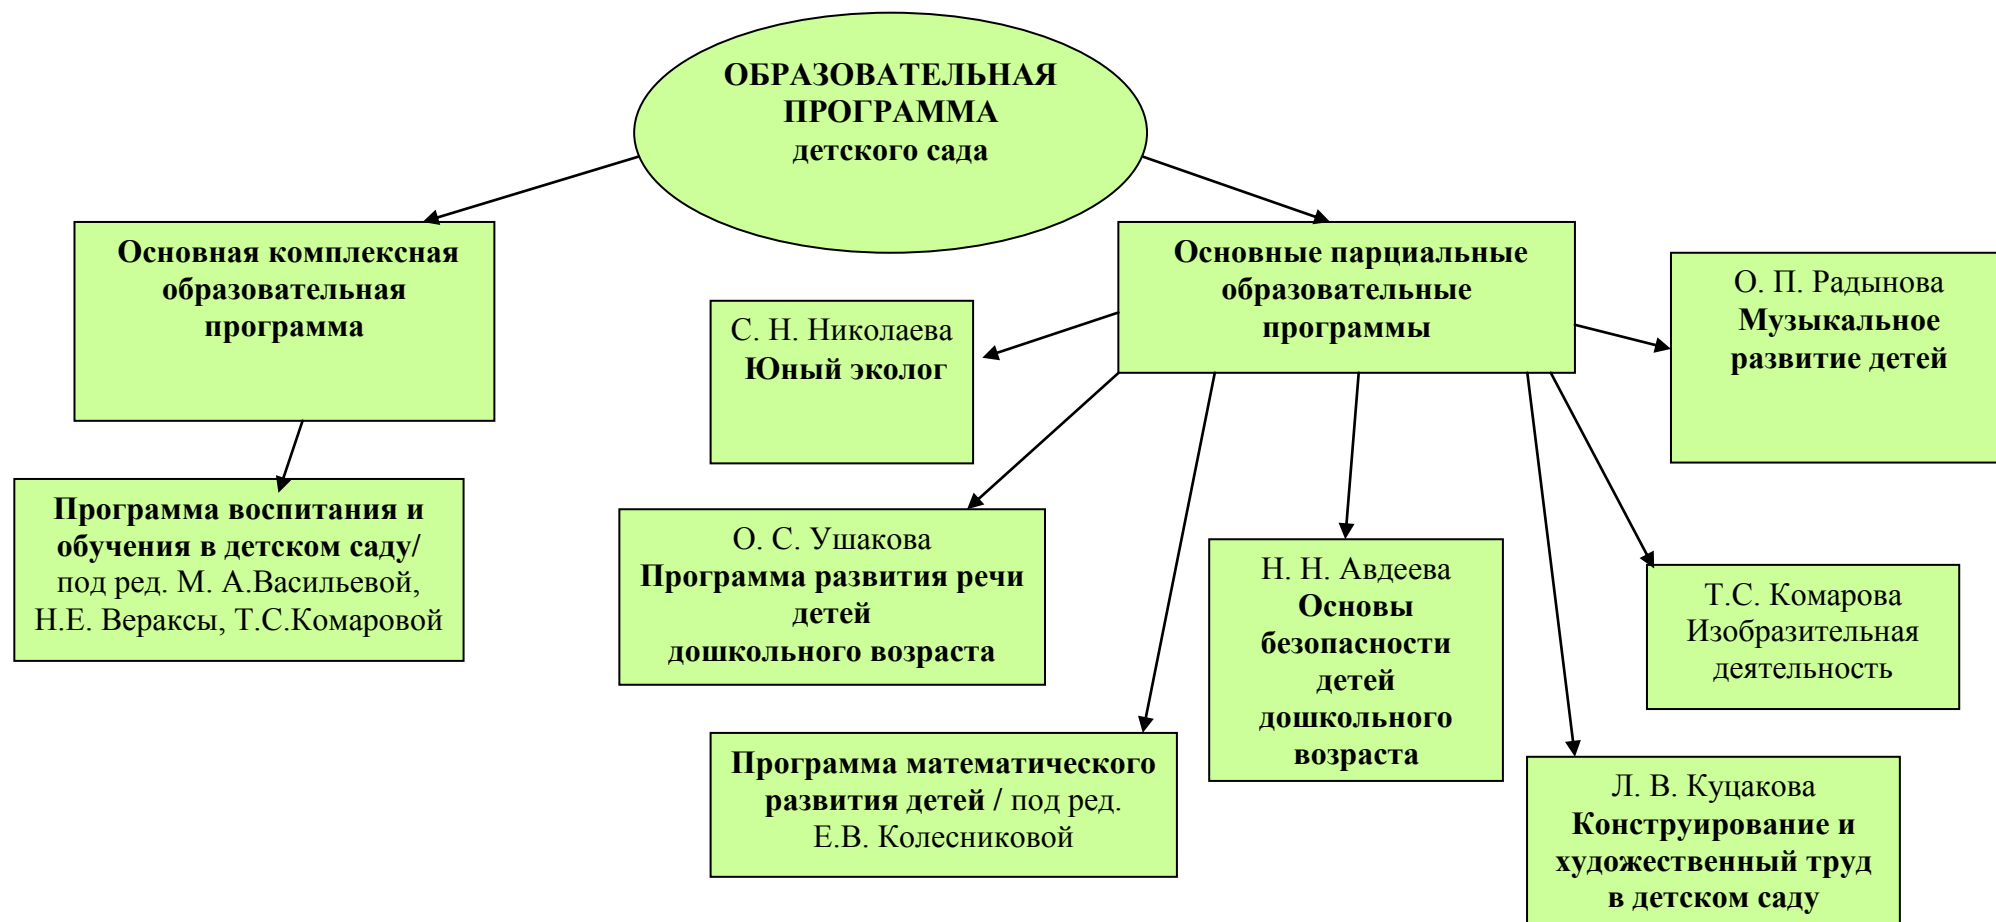 ОБРАЗОВАТЕЛЬНАЯ
ПРОГРАММА
детского сада
Основная комплексная
образовательная
программа
Основные парциальные
образовательные
программы
О. П. Радынова
Музыкальное
развитие детей
С. Н. Николаева
Юный эколог
Программа воспитания и
обучения в детском саду/
под ред. М. А.Васильевой,
Н.Е. Вераксы, Т.С.Комаровой
О. С. Ушакова
Программа развития речи
детей
дошкольного возраста
Н. Н. Авдеева
Основы
безопасности
детей
дошкольного
возраста
Т.С. Комарова
Изобразительная
деятельность
Программа математического
развития детей / под ред.
Е.В. Колесниковой
Л. В. Куцакова
Конструирование и
художественный труд
в детском саду